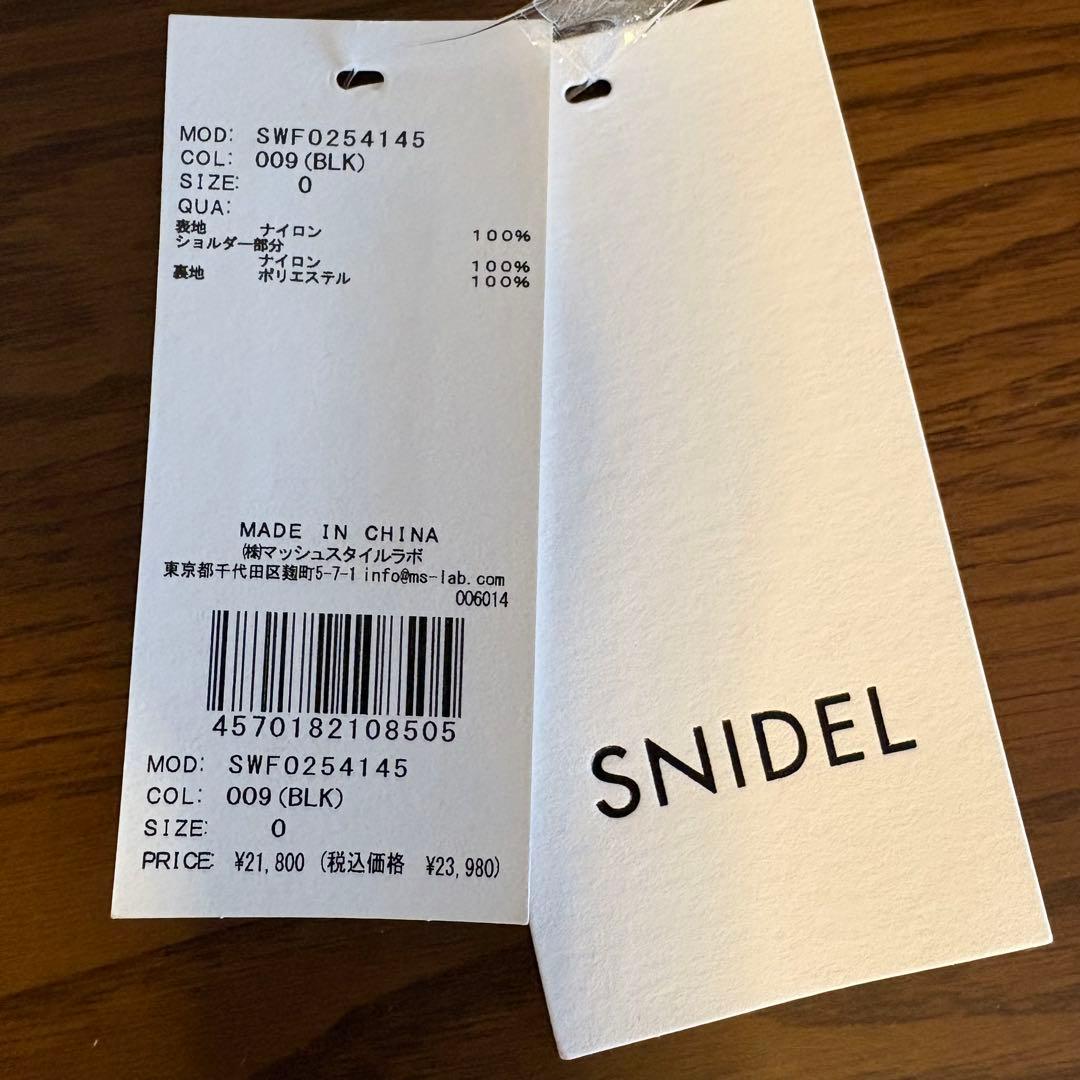 MOD: SWF0254145
COL: 009(BLK)
SIZE: 0
QUA:
表地 ナイロン 100%
ショルダー部分
ナイロン 100%
裏地 ポリエステル 100%
MADE IN CHINA
㈱マッシュスタイルラボ
東京都千代田区麹町5-7-1 info@ms-lab.com
006014
4570182108505
MOD: SWF0254145
COL: 009(BLK)
SIZE: 0
PRICE: ¥21,800 (税込価格 ¥23,980)
SNIDEL